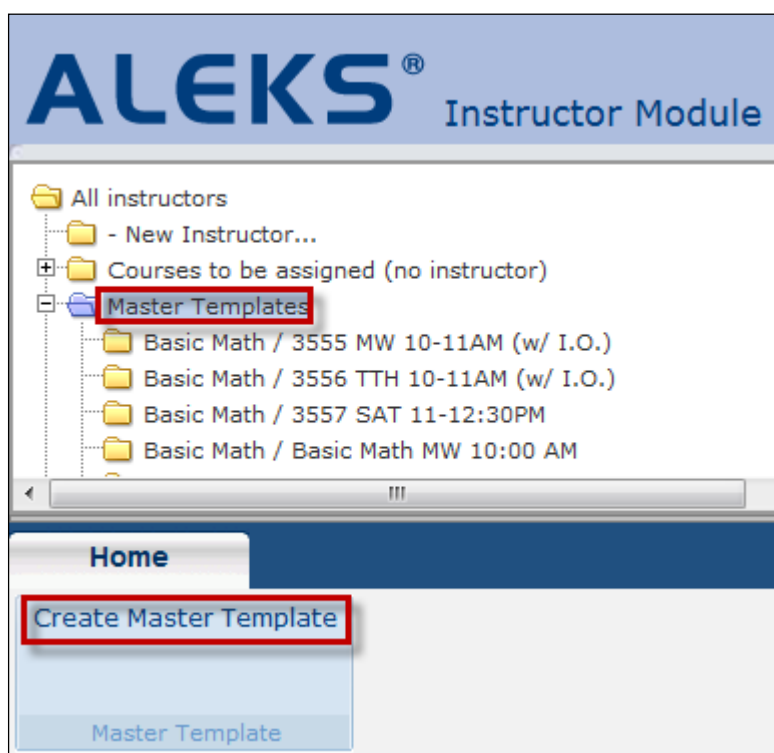 ALEKS® Instructor Module
All instructors
- New Instructor...
Courses to be assigned (no instructor)
Master Templates
Basic Math / 3555 MW 10-11AM (w/ I.O.)
Basic Math / 3556 TTH 10-11AM (w/ I.O.)
Basic Math / 3557 SAT 11-12:30PM
Basic Math / Basic Math MW 10:00 AM
Home
Create Master Template
Master Template